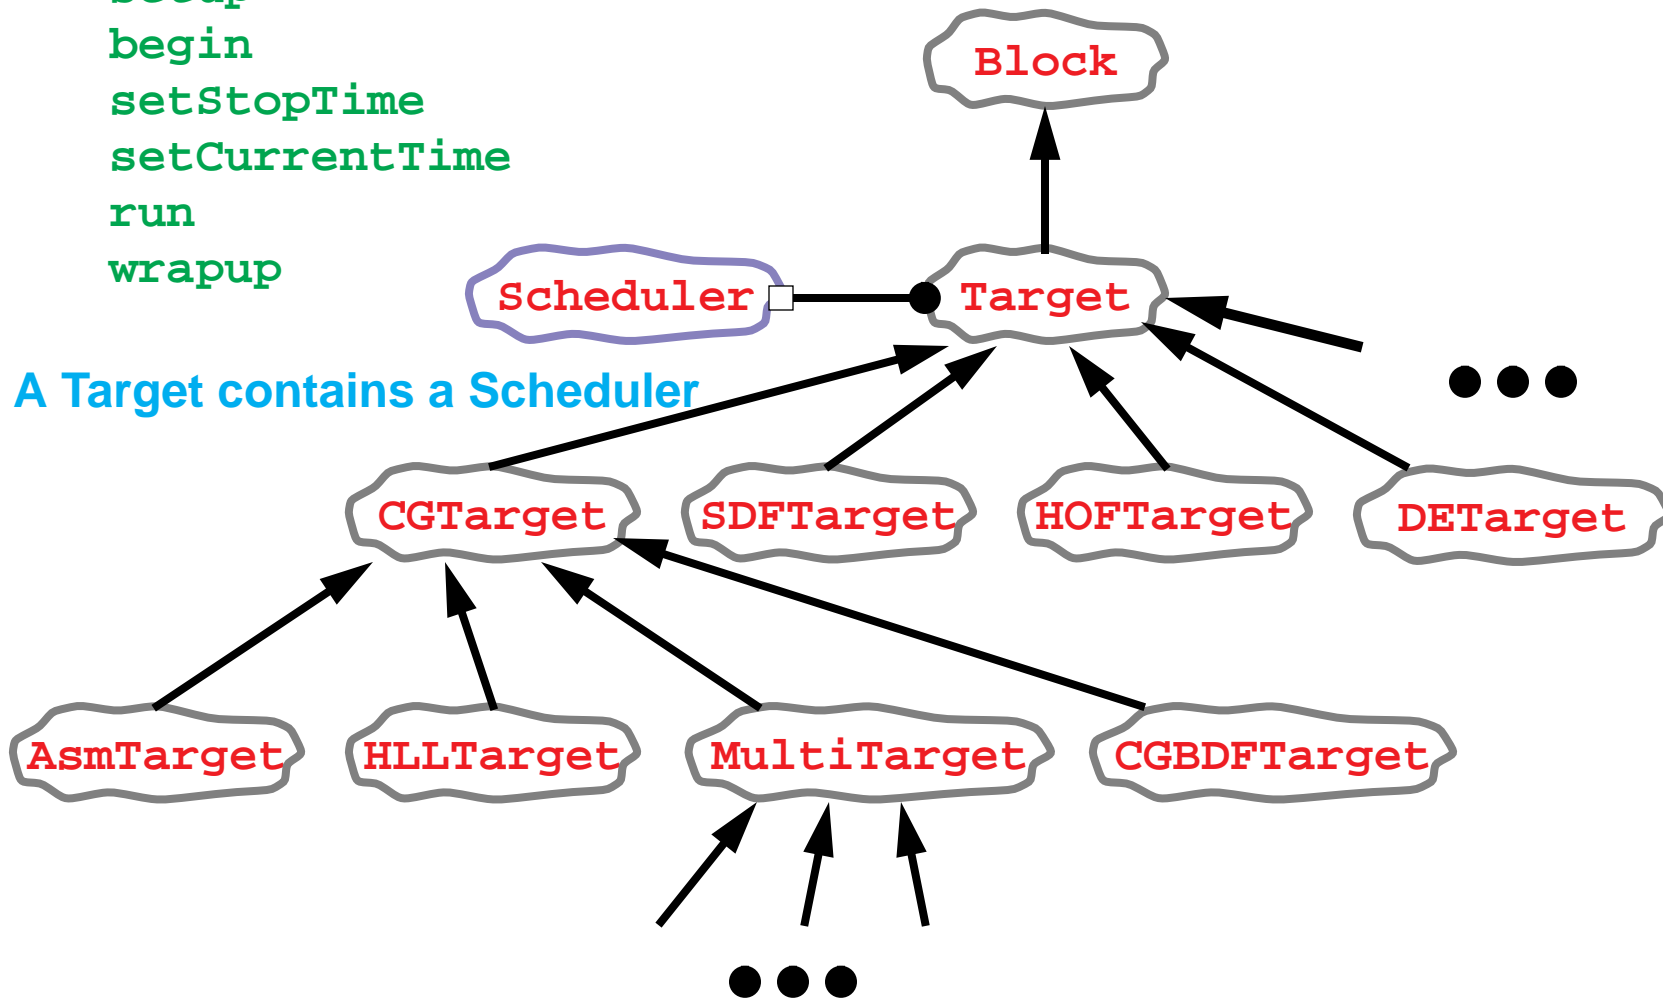 begin
setStopTime
setCurrentTime
run
wrapup
Block
Scheduler
Target
A Target contains a Scheduler
CGTarget
SDFTarget
HOFTarget
DETarget
AsmTarget
HLLTarget
MultiTarget
CGBDFTarget